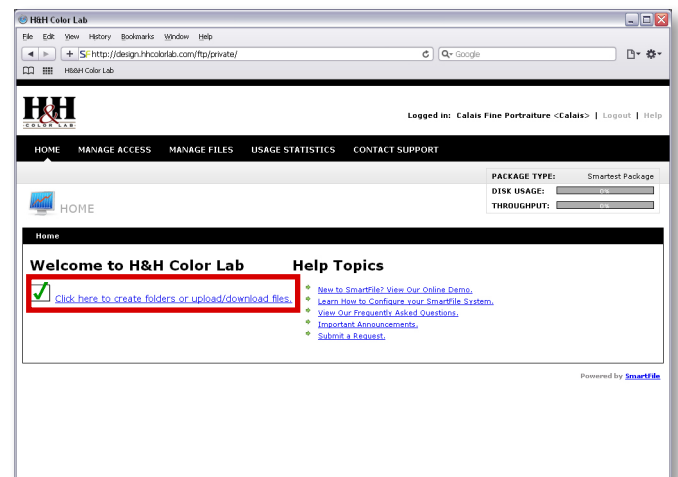 H&H Color Lab
File Edit View History Bookmarks Window Help
+ SF http://design.hhcolorlab.com/ftp/private/
Q▾ Google
H&H Color Lab
H&H
COLOR LAB
Logged in: Calais Fine Portraiture <Calais> | Logout | Help
HOME MANAGE ACCESS MANAGE FILES USAGE STATISTICS CONTACT SUPPORT
PACKAGE TYPE: Smartest Package
DISK USAGE: 0%
THROUGHPUT: 0%
HOME
Home
Welcome to H&H Color Lab
Click here to create folders or upload/download files.
Help Topics
New to SmartFile? View Our Online Demo.
Learn How to Configure your SmartFile System.
View Our Frequently Asked Questions.
Important Announcements.
Submit a Request.
Powered by SmartFile